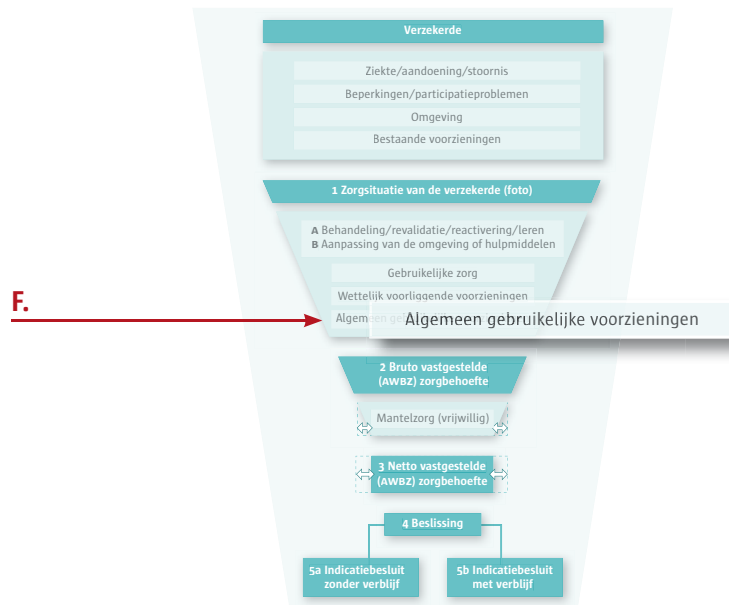 Verzekerde
Ziekte/aandoening/stoornis
Beperkingen/participatieproblemen
Omgeving
Bestaande voorzieningen
1 Zorgsituatie van de verzekerde (foto)
A Behandeling/revalidatie/reactivering/leren
B Aanpassing van de omgeving of hulpmiddelen
Gebruikelijke zorg
Wettelijk voorliggende voorzieningen
F.
Algemeen
Algemeen gebruikelijke voorzieningen
2 Bruto vastgestelde
(AWBZ) zorgbehoefte
Mantelzorg (vrijwillig)
3 Netto vastgestelde
(AWBZ) zorgbehoefte
4 Beslissing
5a Indicatiebesluit
zonder verblijf
5b Indicatiebesluit
met verblijf